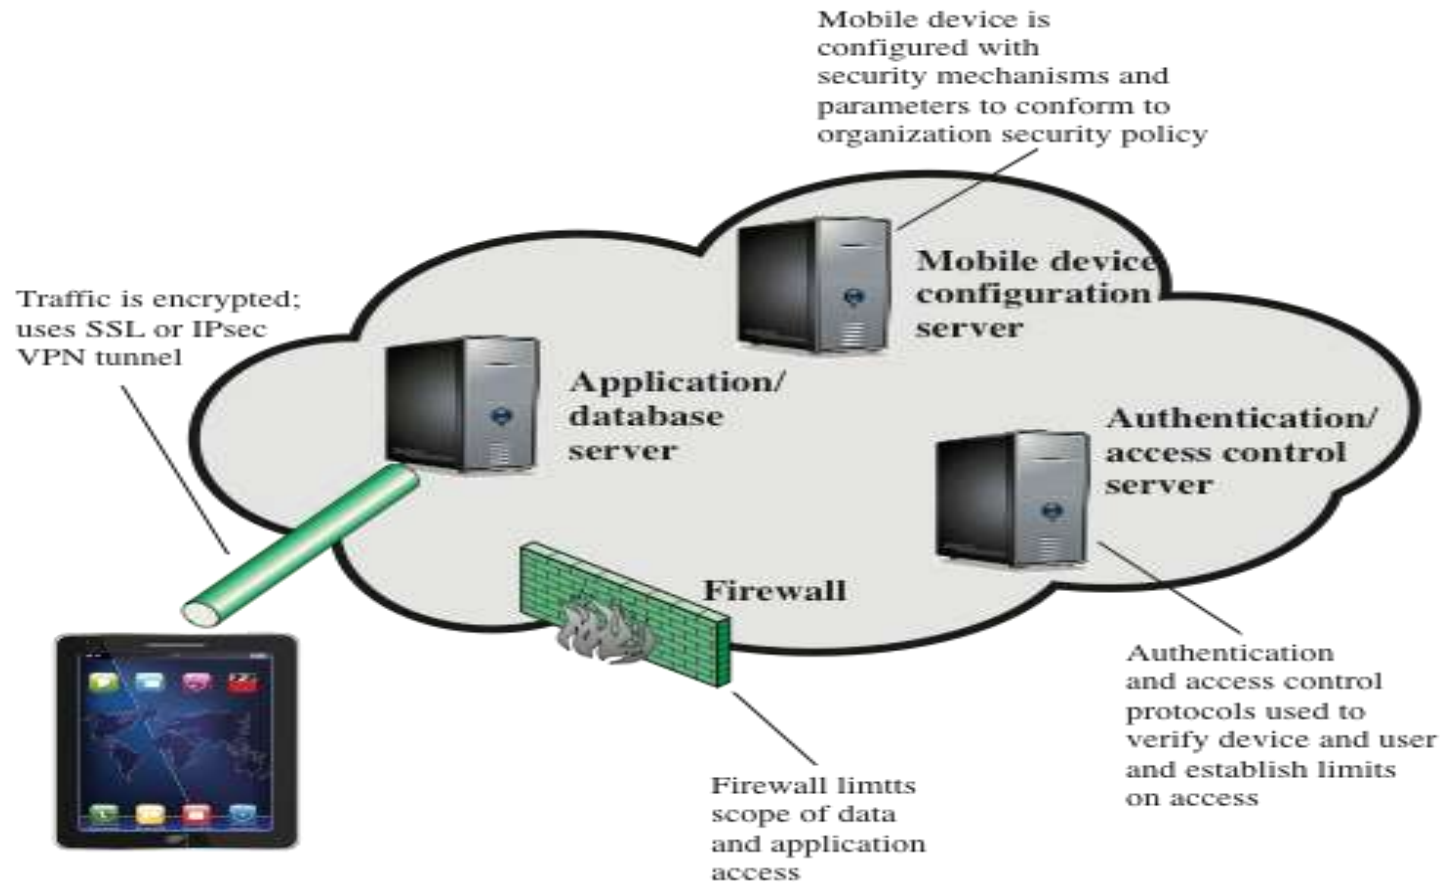 Mobile device is
configured with
security mechanisms and
parameters to conform to
organization security policy
Mobile device
configuration
server
Traffic is encrypted;
uses SSL or IPsec
VPN tunnel
Application/
database
server
Authentication/
access control
server
Firewall
Authentication
and access control
protocols used to
verify device and user
and establish limits
on access
Firewall limtts
scope of data
and application
access